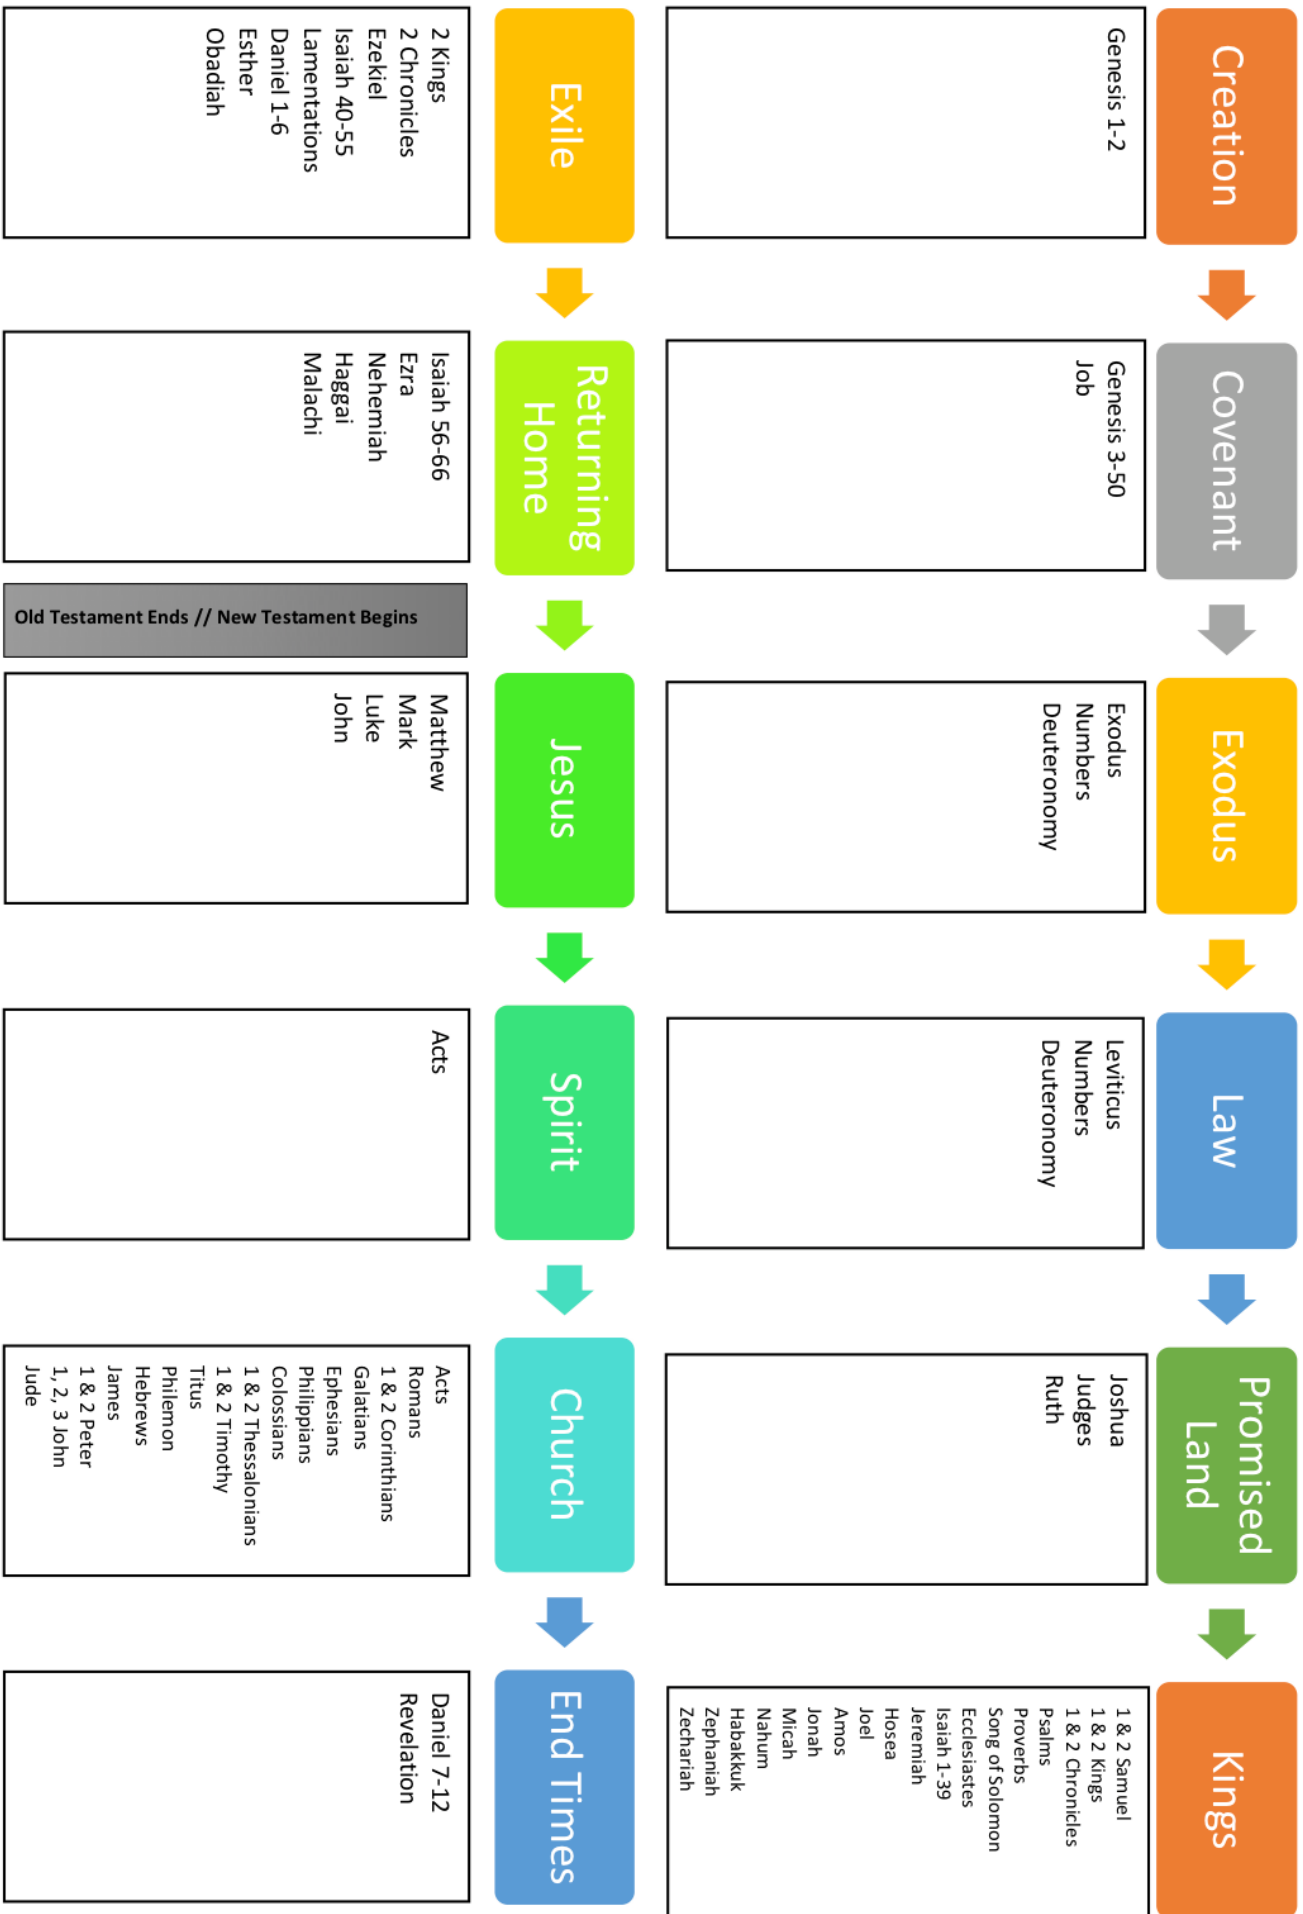 Creation
Genesis 1-2
Covenant
Genesis 3-50
Job
Exodus
Exodus
Numbers
Deuteronomy
Law
Leviticus
Numbers
Deuteronomy
Promised
Land
Joshua
Judges
Ruth
Kings
1 & 2 Samuel
1 & 2 Kings
1 & 2 Chronicles
Psalms
Proverbs
Song of Solomon
Ecclesiastes
Isaiah 1-39
Jeremiah
Hosea
Joel
Amos
Jonah
Micah
Nahum
Habakkuk
Zephaniah
Zechariah
Exile
2 Kings
2 Chronicles
Ezekiel
Isaiah 40-55
Lamentations
Daniel 1-6
Esther
Obadiah
Returning
Home
Isaiah 56-66
Ezra
Nehemiah
Haggai
Malachi
Old Testament Ends // New Testament Begins
Jesus
Matthew
Mark
Luke
John
Spirit
Acts
Church
Acts
Romans
1 & 2 Corinthians
Galatians
Ephesians
Philippians
Colossians
1 & 2 Thessalonians
1 & 2 Timothy
Titus
Philemon
Hebrews
James
1 & 2 Peter
1, 2, 3 John
Jude
End Times
Daniel 7-12
Revelation